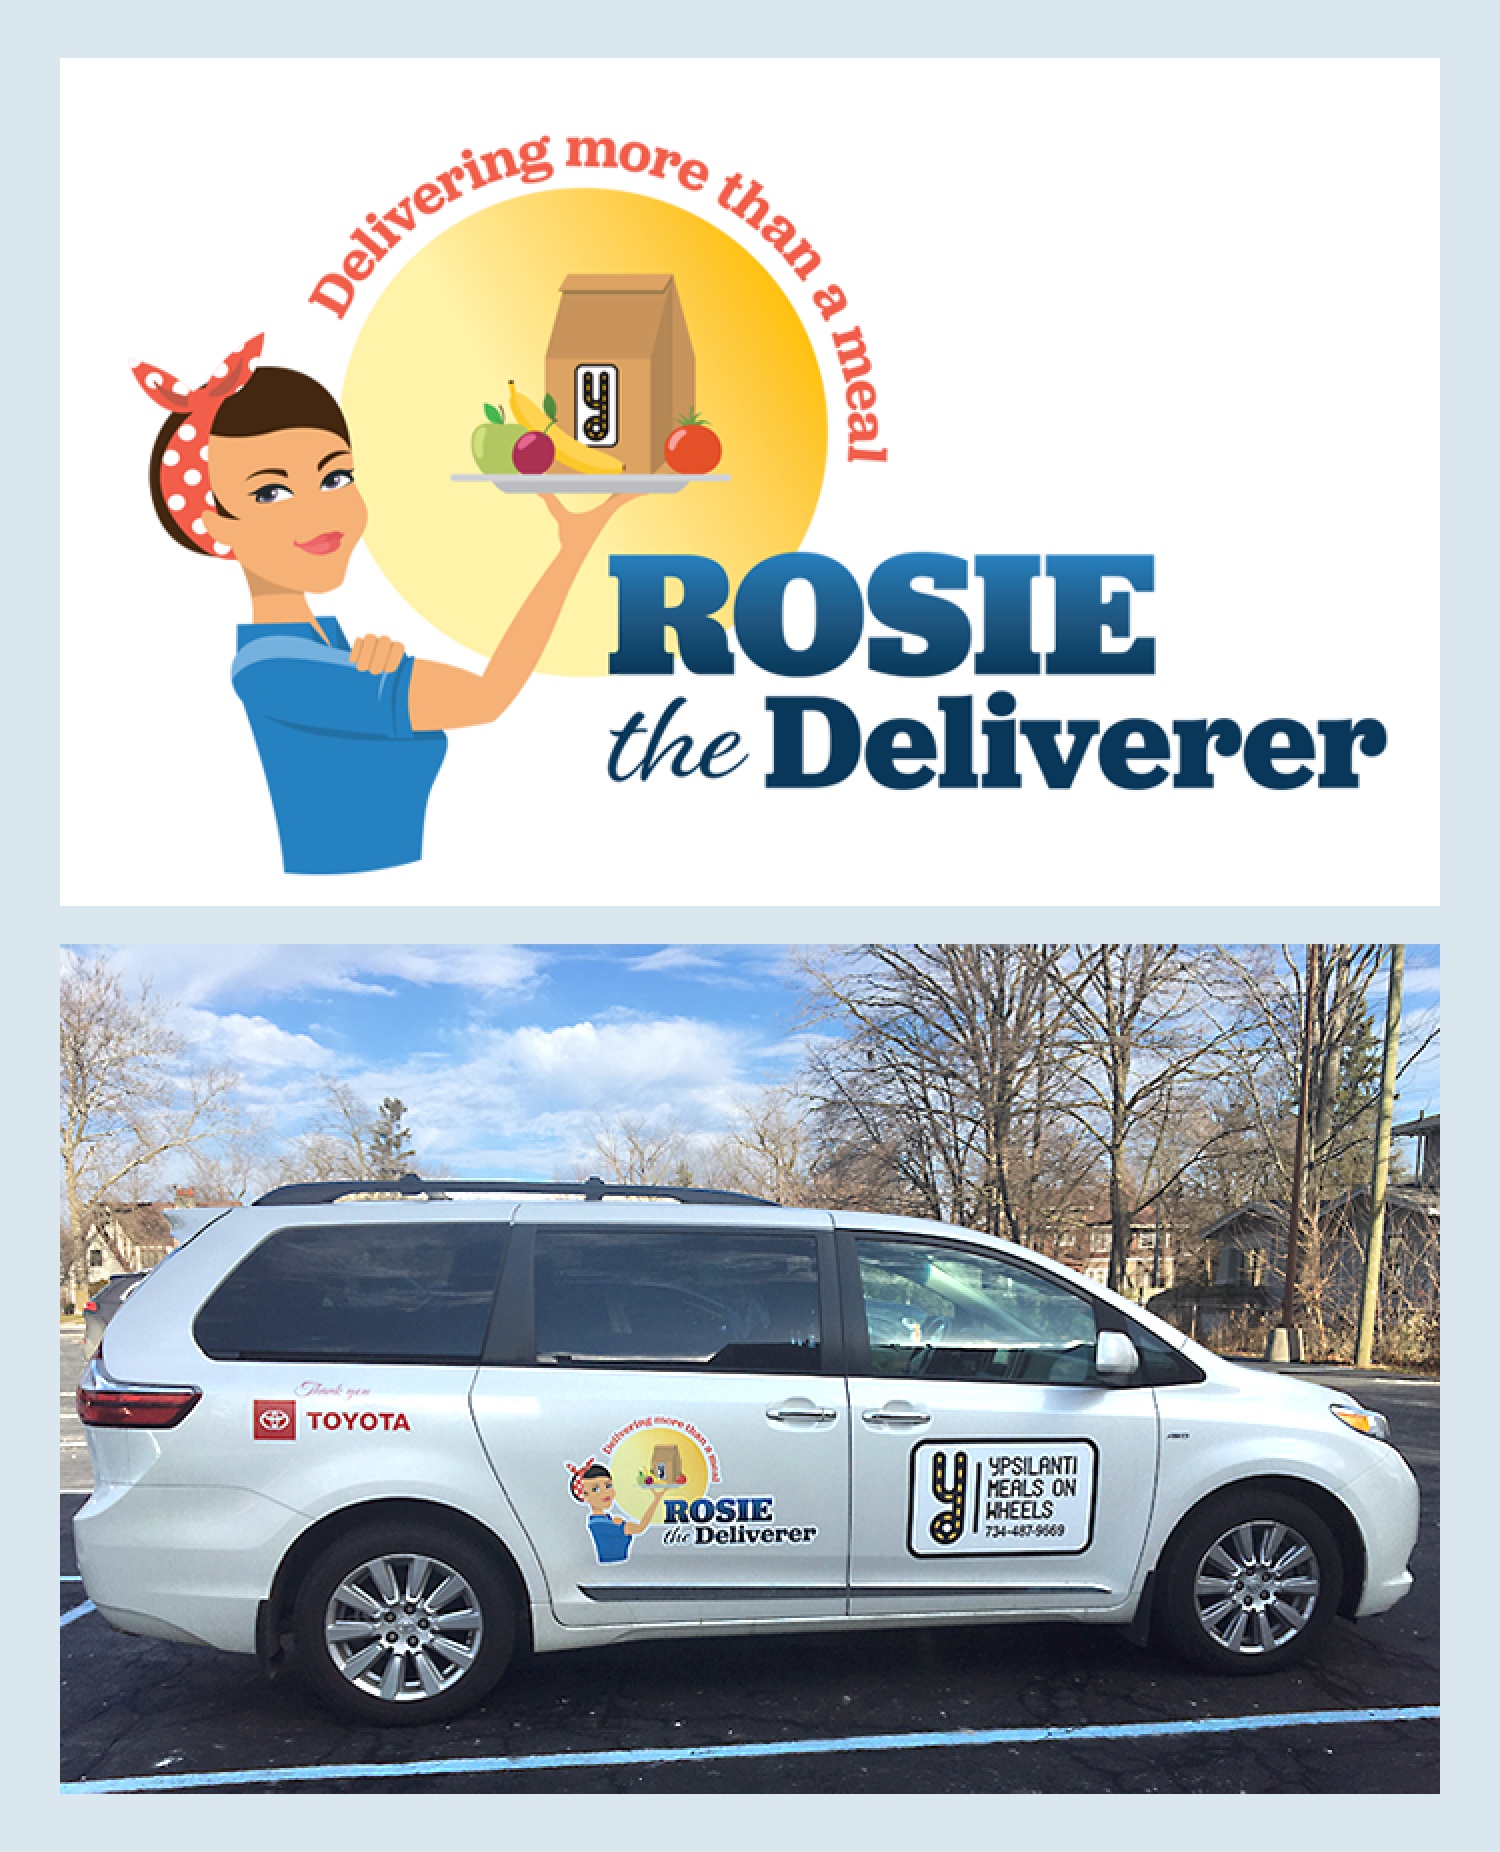 Delivering more than a meal
y
ROSIE
the Deliverer
Thank you
TOYOTA
Delivering more than a meal
ROSIE
the Deliverer
y
YPSILANTI
MEALS ON
WHEELS
734-487-9669